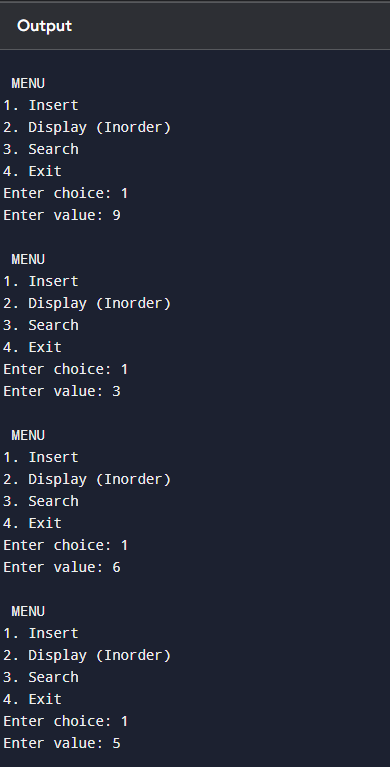 Output
MENU
1. Insert
2. Display (Inorder)
3. Search
4. Exit
Enter choice: 1
Enter value: 9
MENU
1. Insert
2. Display (Inorder)
3. Search
4. Exit
Enter choice: 1
Enter value: 3
MENU
1. Insert
2. Display (Inorder)
3. Search
4. Exit
Enter choice: 1
Enter value: 6
MENU
1. Insert
2. Display (Inorder)
3. Search
4. Exit
Enter choice: 1
Enter value: 5